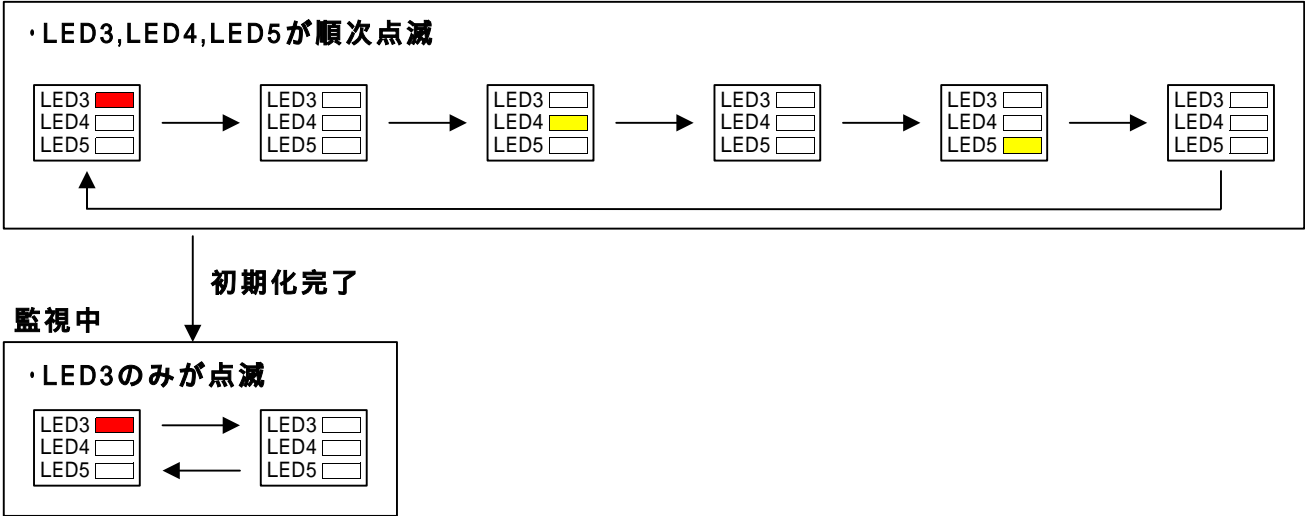 ・LED3,LED4,LED5が順次点滅
LED3 LED3 LED3 LED3 LED3 LED3
LED4 LED4 LED4 LED4 LED4 LED4
LED5 LED5 LED5 LED5 LED5 LED5
初期化完了
監視中
・LED3のみが点滅
LED3 LED3
LED4 LED4
LED5 LED5